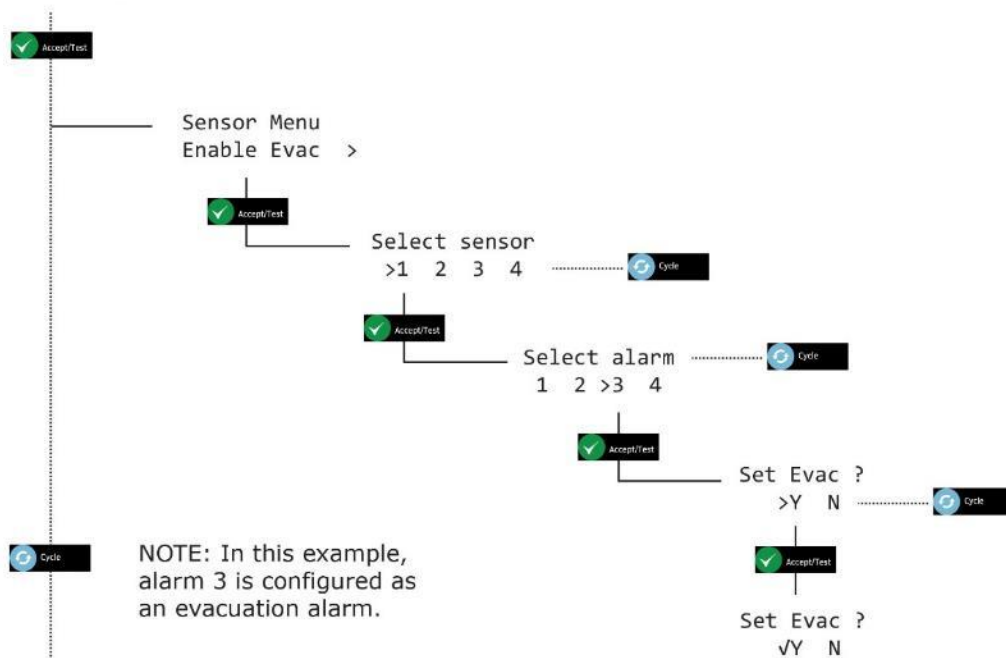 Accept/Test
Sensor Menu
Enable Evac >
Accept/Test
Select sensor
>1 2 3 4
Cycle
Accept/Test
Select alarm
1 2 >3 4
Cycle
Accept/Test
Set Evac ?
>Y N
Cycle
Cycle
NOTE: In this example,
alarm 3 is configured as
an evacuation alarm.
Accept/Test
Set Evac ?
√Y N